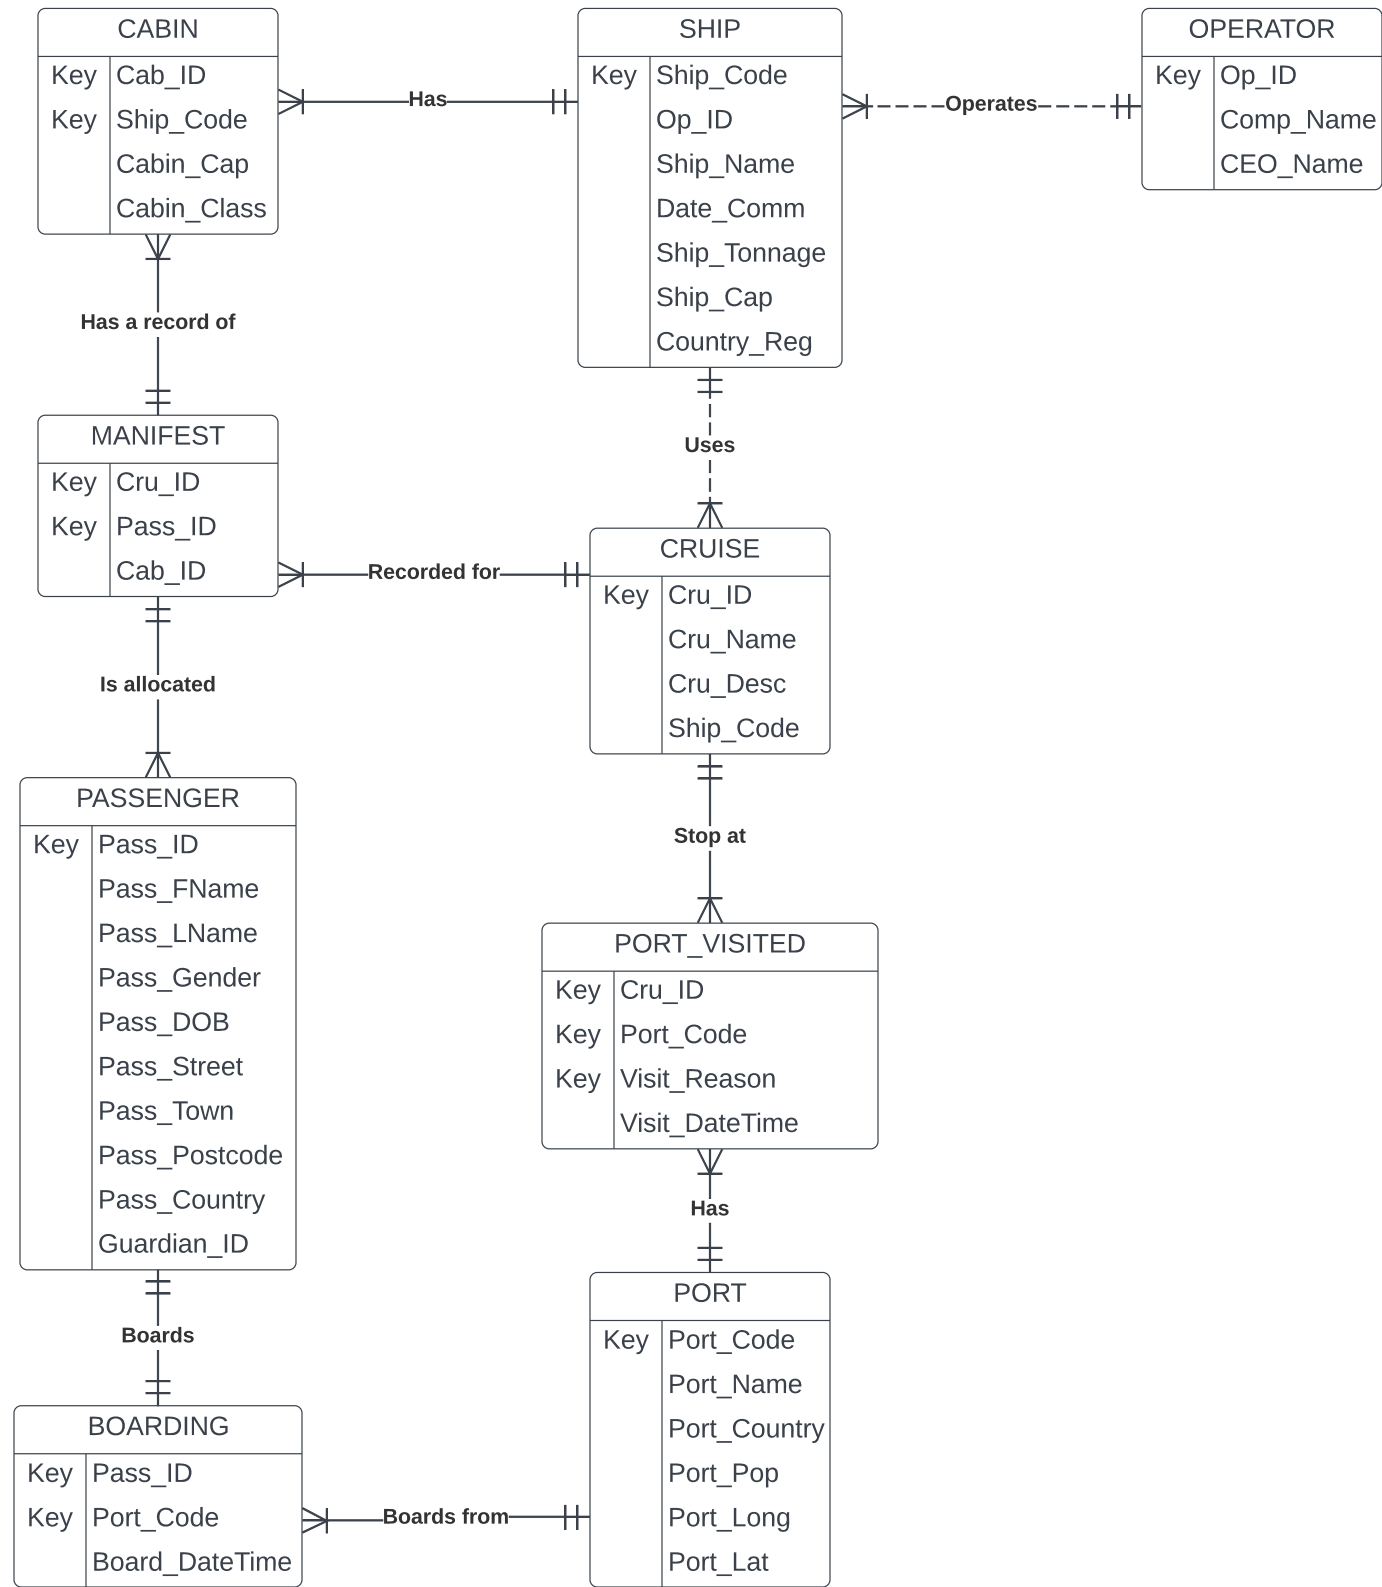 CABIN
Key Cab_ID
Key Ship_Code
Cabin_Cap
Cabin_Class
Has
SHIP
Key Ship_Code
Op_ID
Ship_Name
Date_Comm
Ship_Tonnage
Ship_Cap
Country_Reg
Operates
OPERATOR
Key Op_ID
Comp_Name
CEO_Name
Has a record of
Uses
MANIFEST
Key Cru_ID
Key Pass_ID
Cab_ID
Recorded for
CRUISE
Key Cru_ID
Cru_Name
Cru_Desc
Ship_Code
Is allocated
Stop at
PASSENGER
Key Pass_ID
Pass_FName
Pass_LName
Pass_Gender
Pass_DOB
Pass_Street
Pass_Town
Pass_Postcode
Pass_Country
Guardian_ID
PORT_VISITED
Key Cru_ID
Key Port_Code
Key Visit_Reason
Visit_DateTime
Has
Boards
PORT
Key Port_Code
Port_Name
Port_Country
Port_Pop
Port_Long
Port_Lat
BOARDING
Key Pass_ID
Key Port_Code
Board_DateTime
Boards from